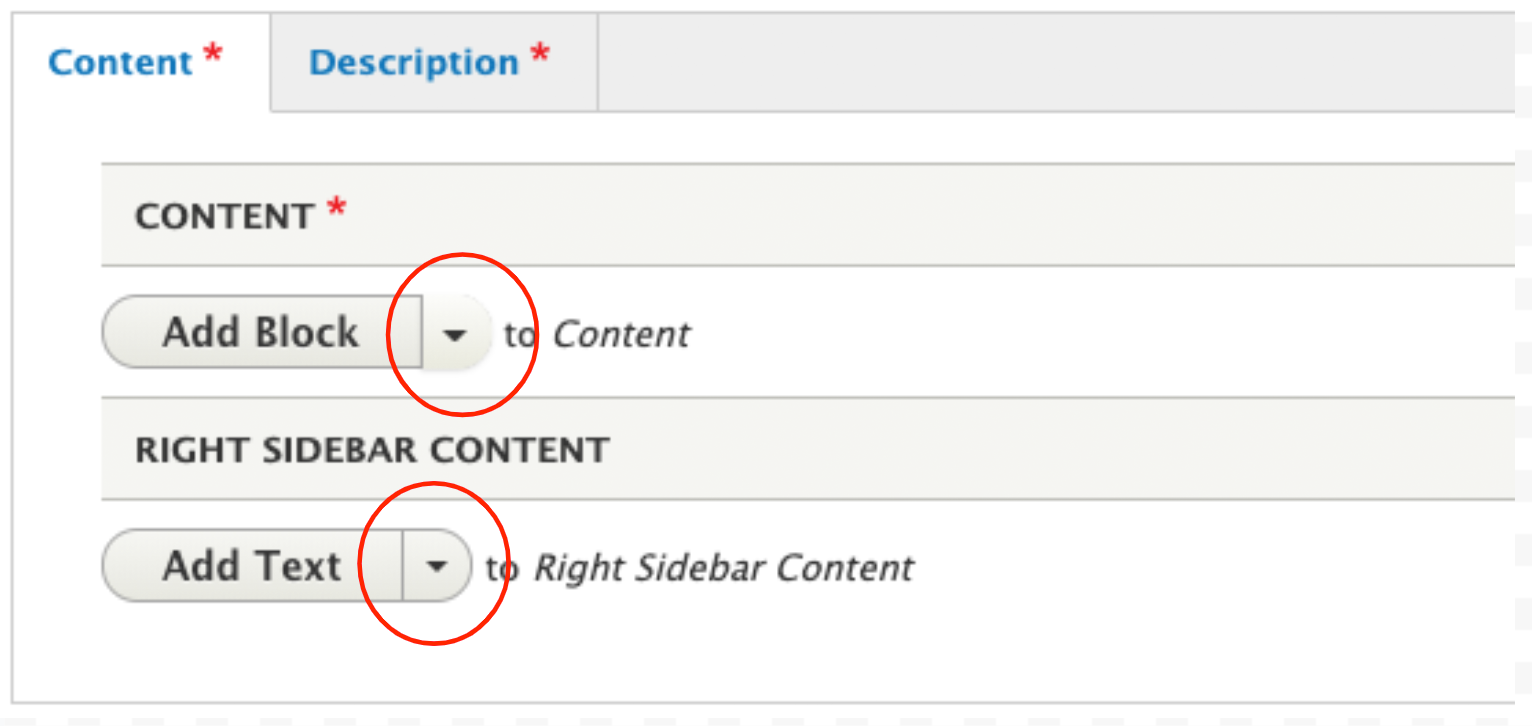 Content * Description *
CONTENT *
Add Block to Content
RIGHT SIDEBAR CONTENT
Add Text to Right Sidebar Content